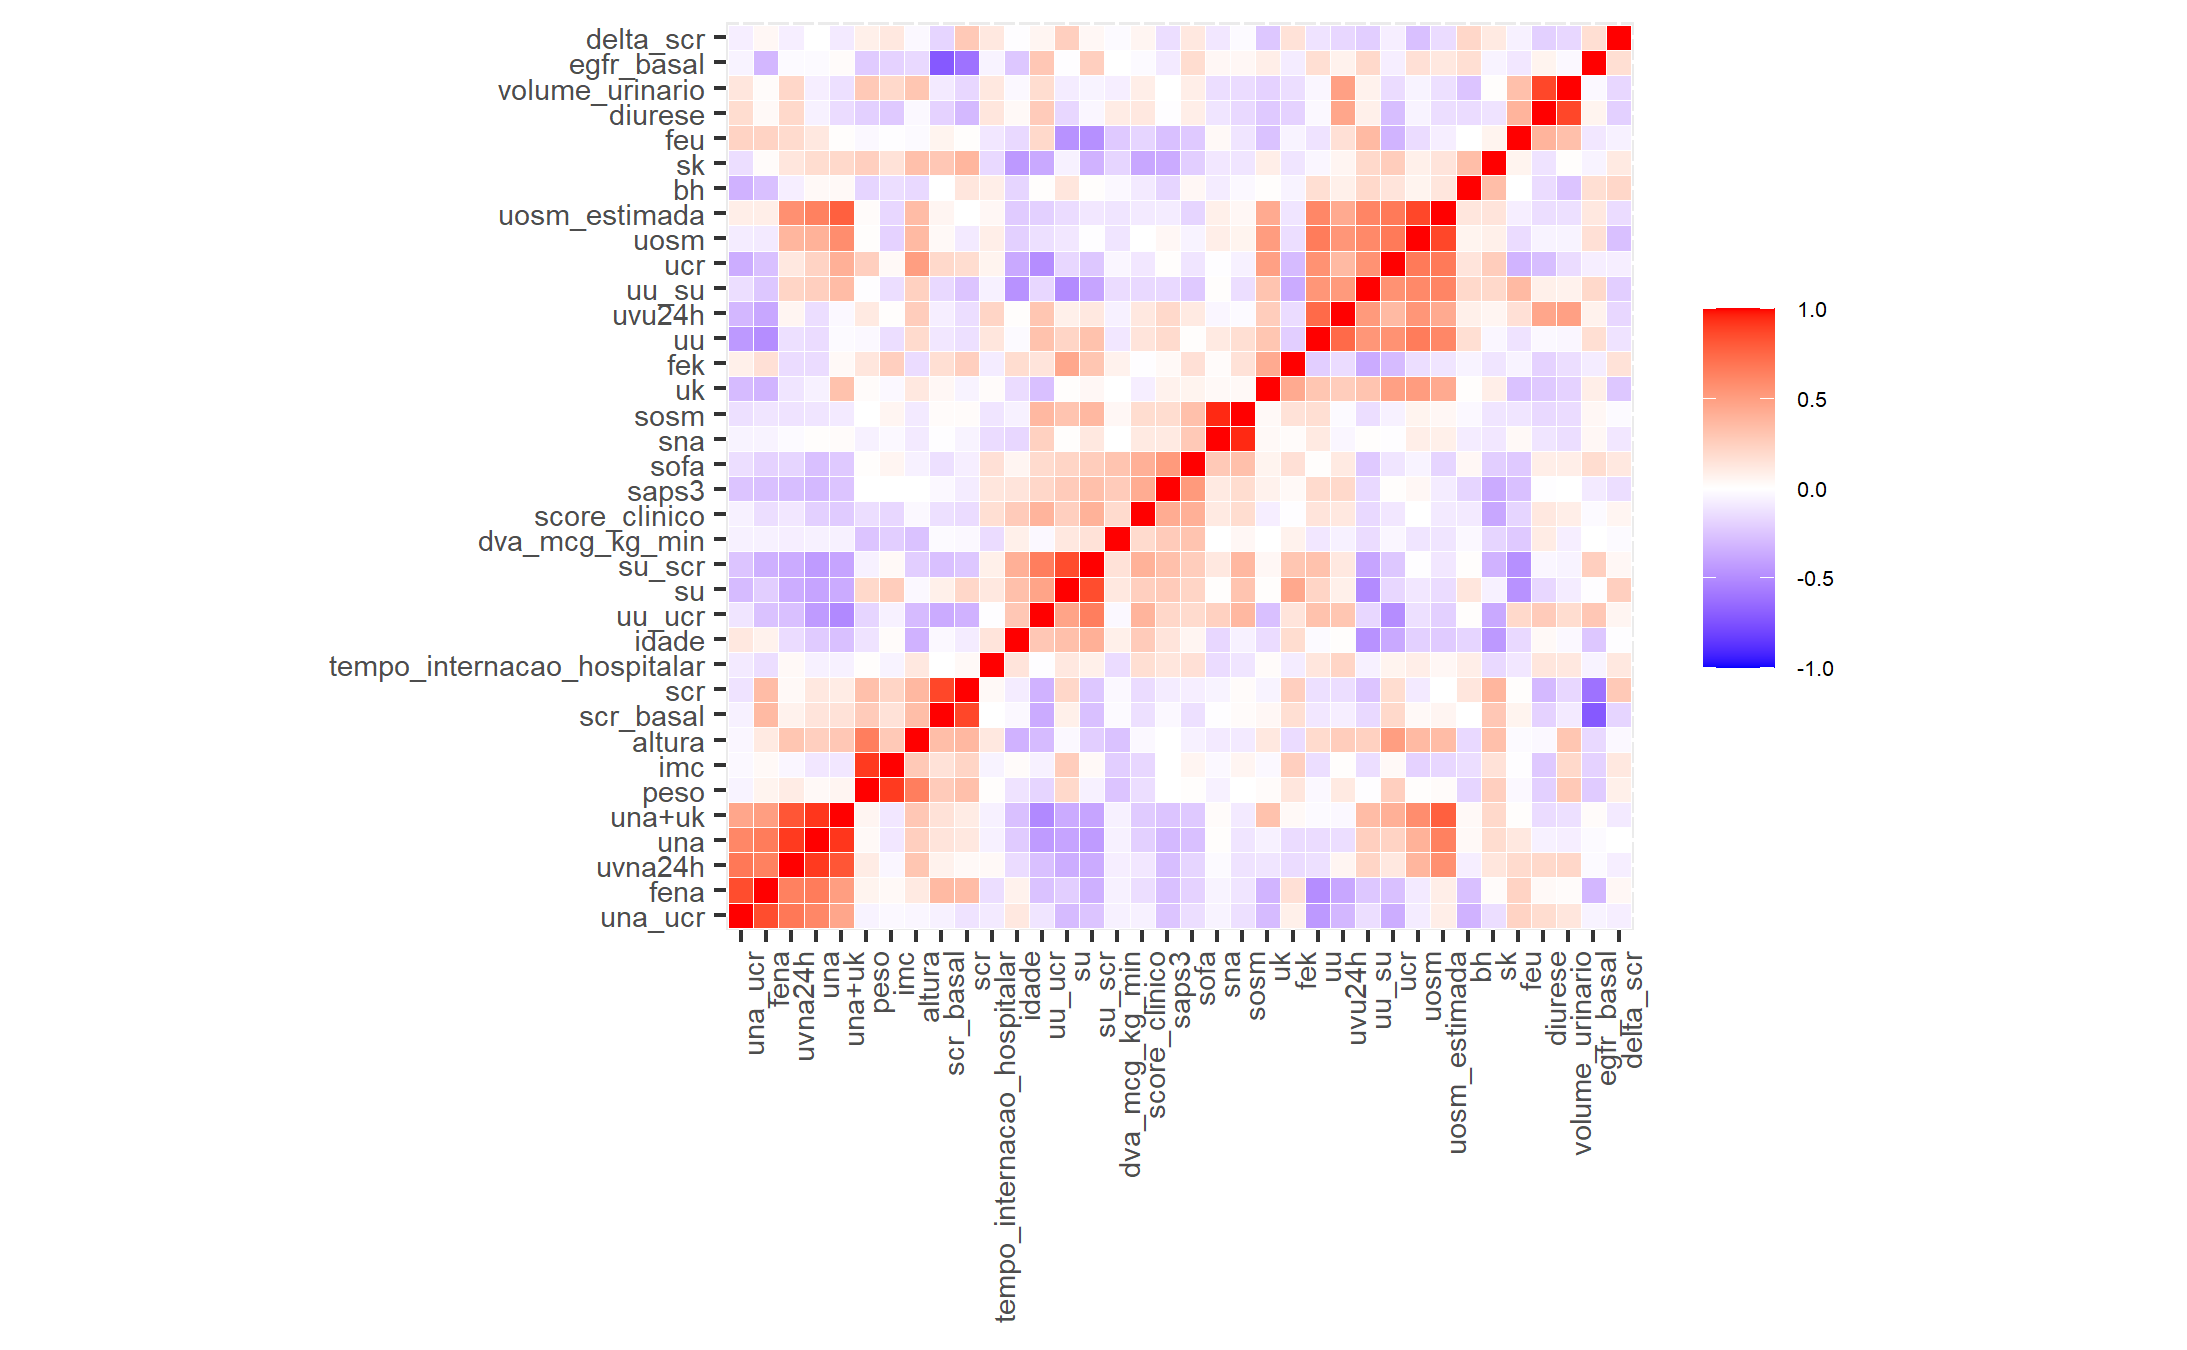 delta_scr
egfr_basal
volume_urinario
diurese
feu
sk
bh
uosm_estimada
uosm
ucr
uu_su
uvu24h
uu
fek
uk
sosm
sna
sofa
saps3
score_clinico
dva_mcg_kg_min
su_scr
su
uu_ucr
idade
tempo_internacao_hospitalar
scr
scr_basal
altura
imc
peso
una+uk
una
uvna24h
fena
una_ucr
una_ucr
fena
uvna24h
una
una+uk
peso
imc
altura
scr_basal
scr
tempo_internacao_hospitalar
idade
uu_ucr
su
su_scr
dva_mcg_kg_min
score_clinico
saps3
sofa
sna
sosm
uk
fek
uu
uvu24h
uu_su
ucr
uosm
uosm_estimada
bh
sk
feu
diurese
volume_urinario
egfr_basal
delta_scr
1.0
0.5
0.0
-0.5
-1.0